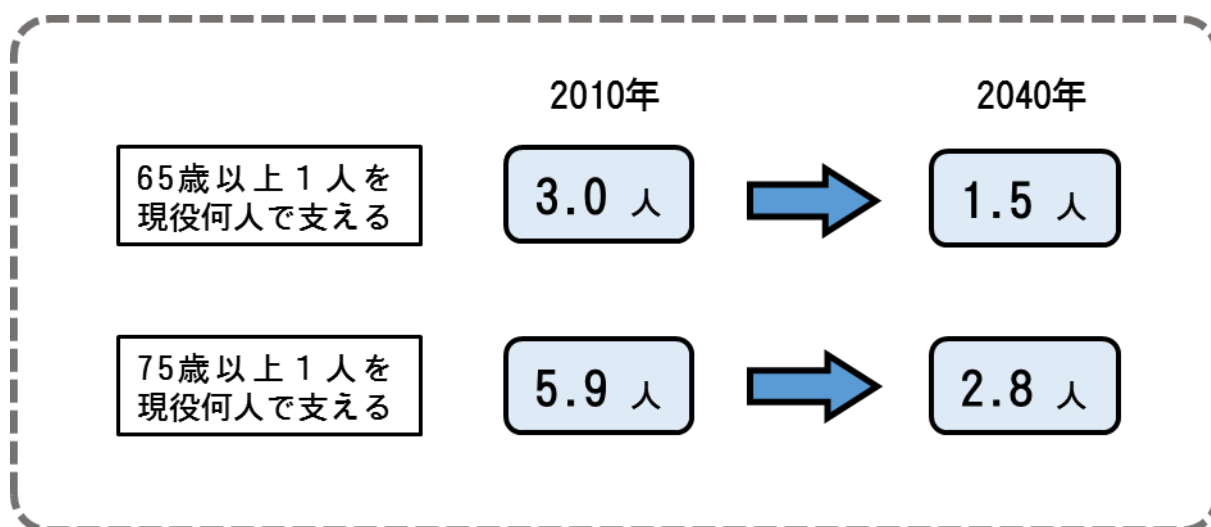 2010年
2040年
65歳以上１人を
現役何人で支える
3.0 人
1.5 人
75歳以上１人を
現役何人で支える
5.9 人
2.8 人